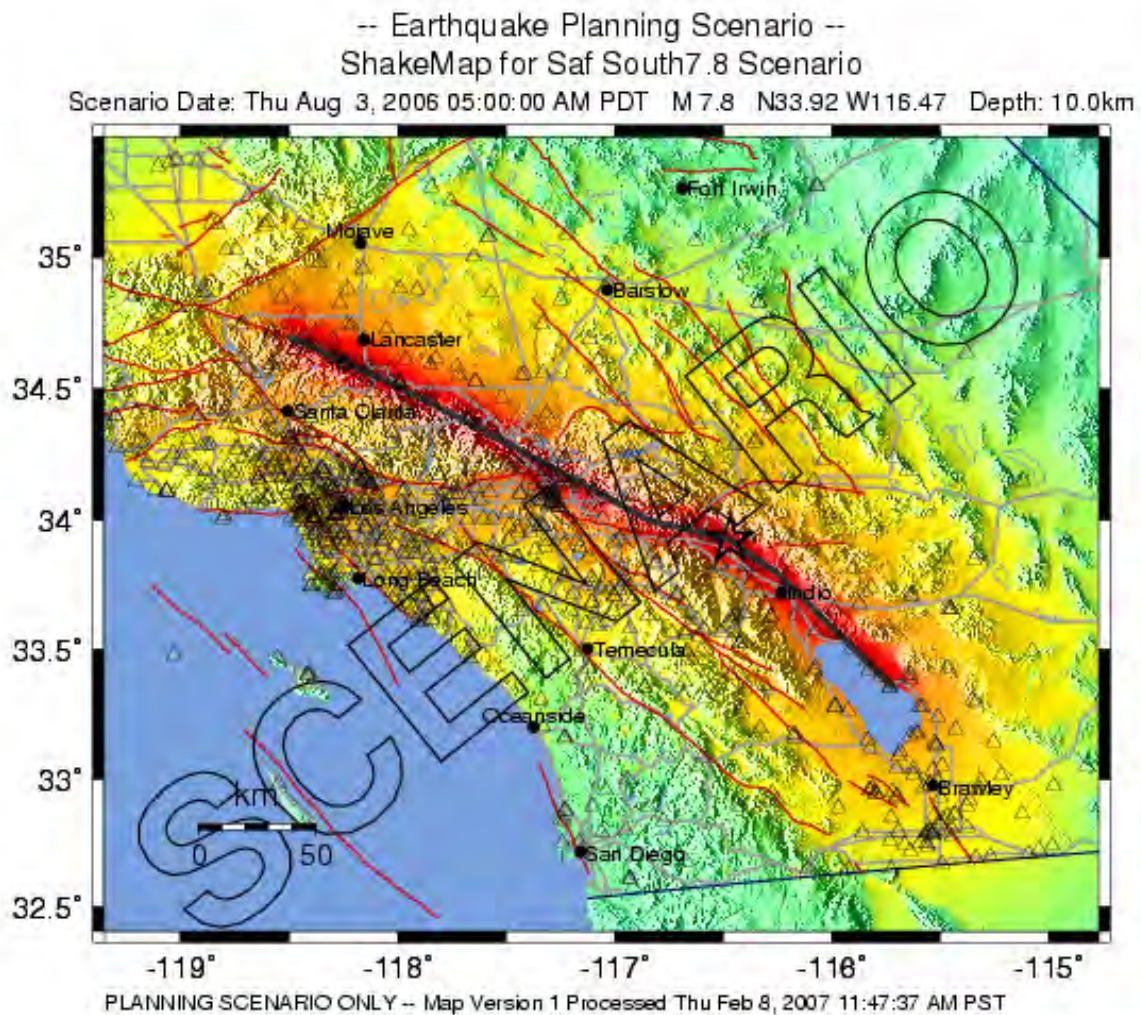 -- Earthquake Planning Scenario --
ShakeMap for Saf South7.8 Scenario
Scenario Date: Thu Aug 3, 2006 05:00:00 AM PDT M 7.8 N33.92 W116.47 Depth: 10.0km
Fort Irwin
Mojave
35˚
Barstow
Lancaster
34.5˚
Santa Clarita
34˚
Los Angeles
Long Beach
Indio
33.5˚
Temecula
Oceanside
33˚
Brawley
km
0 50
San Diego
32.5˚
SCENARIO
-119˚ -118˚ -117˚ -116˚ -115˚
PLANNING SCENARIO ONLY -- Map Version 1 Processed Thu Feb 8, 2007 11:47:37 AM PST